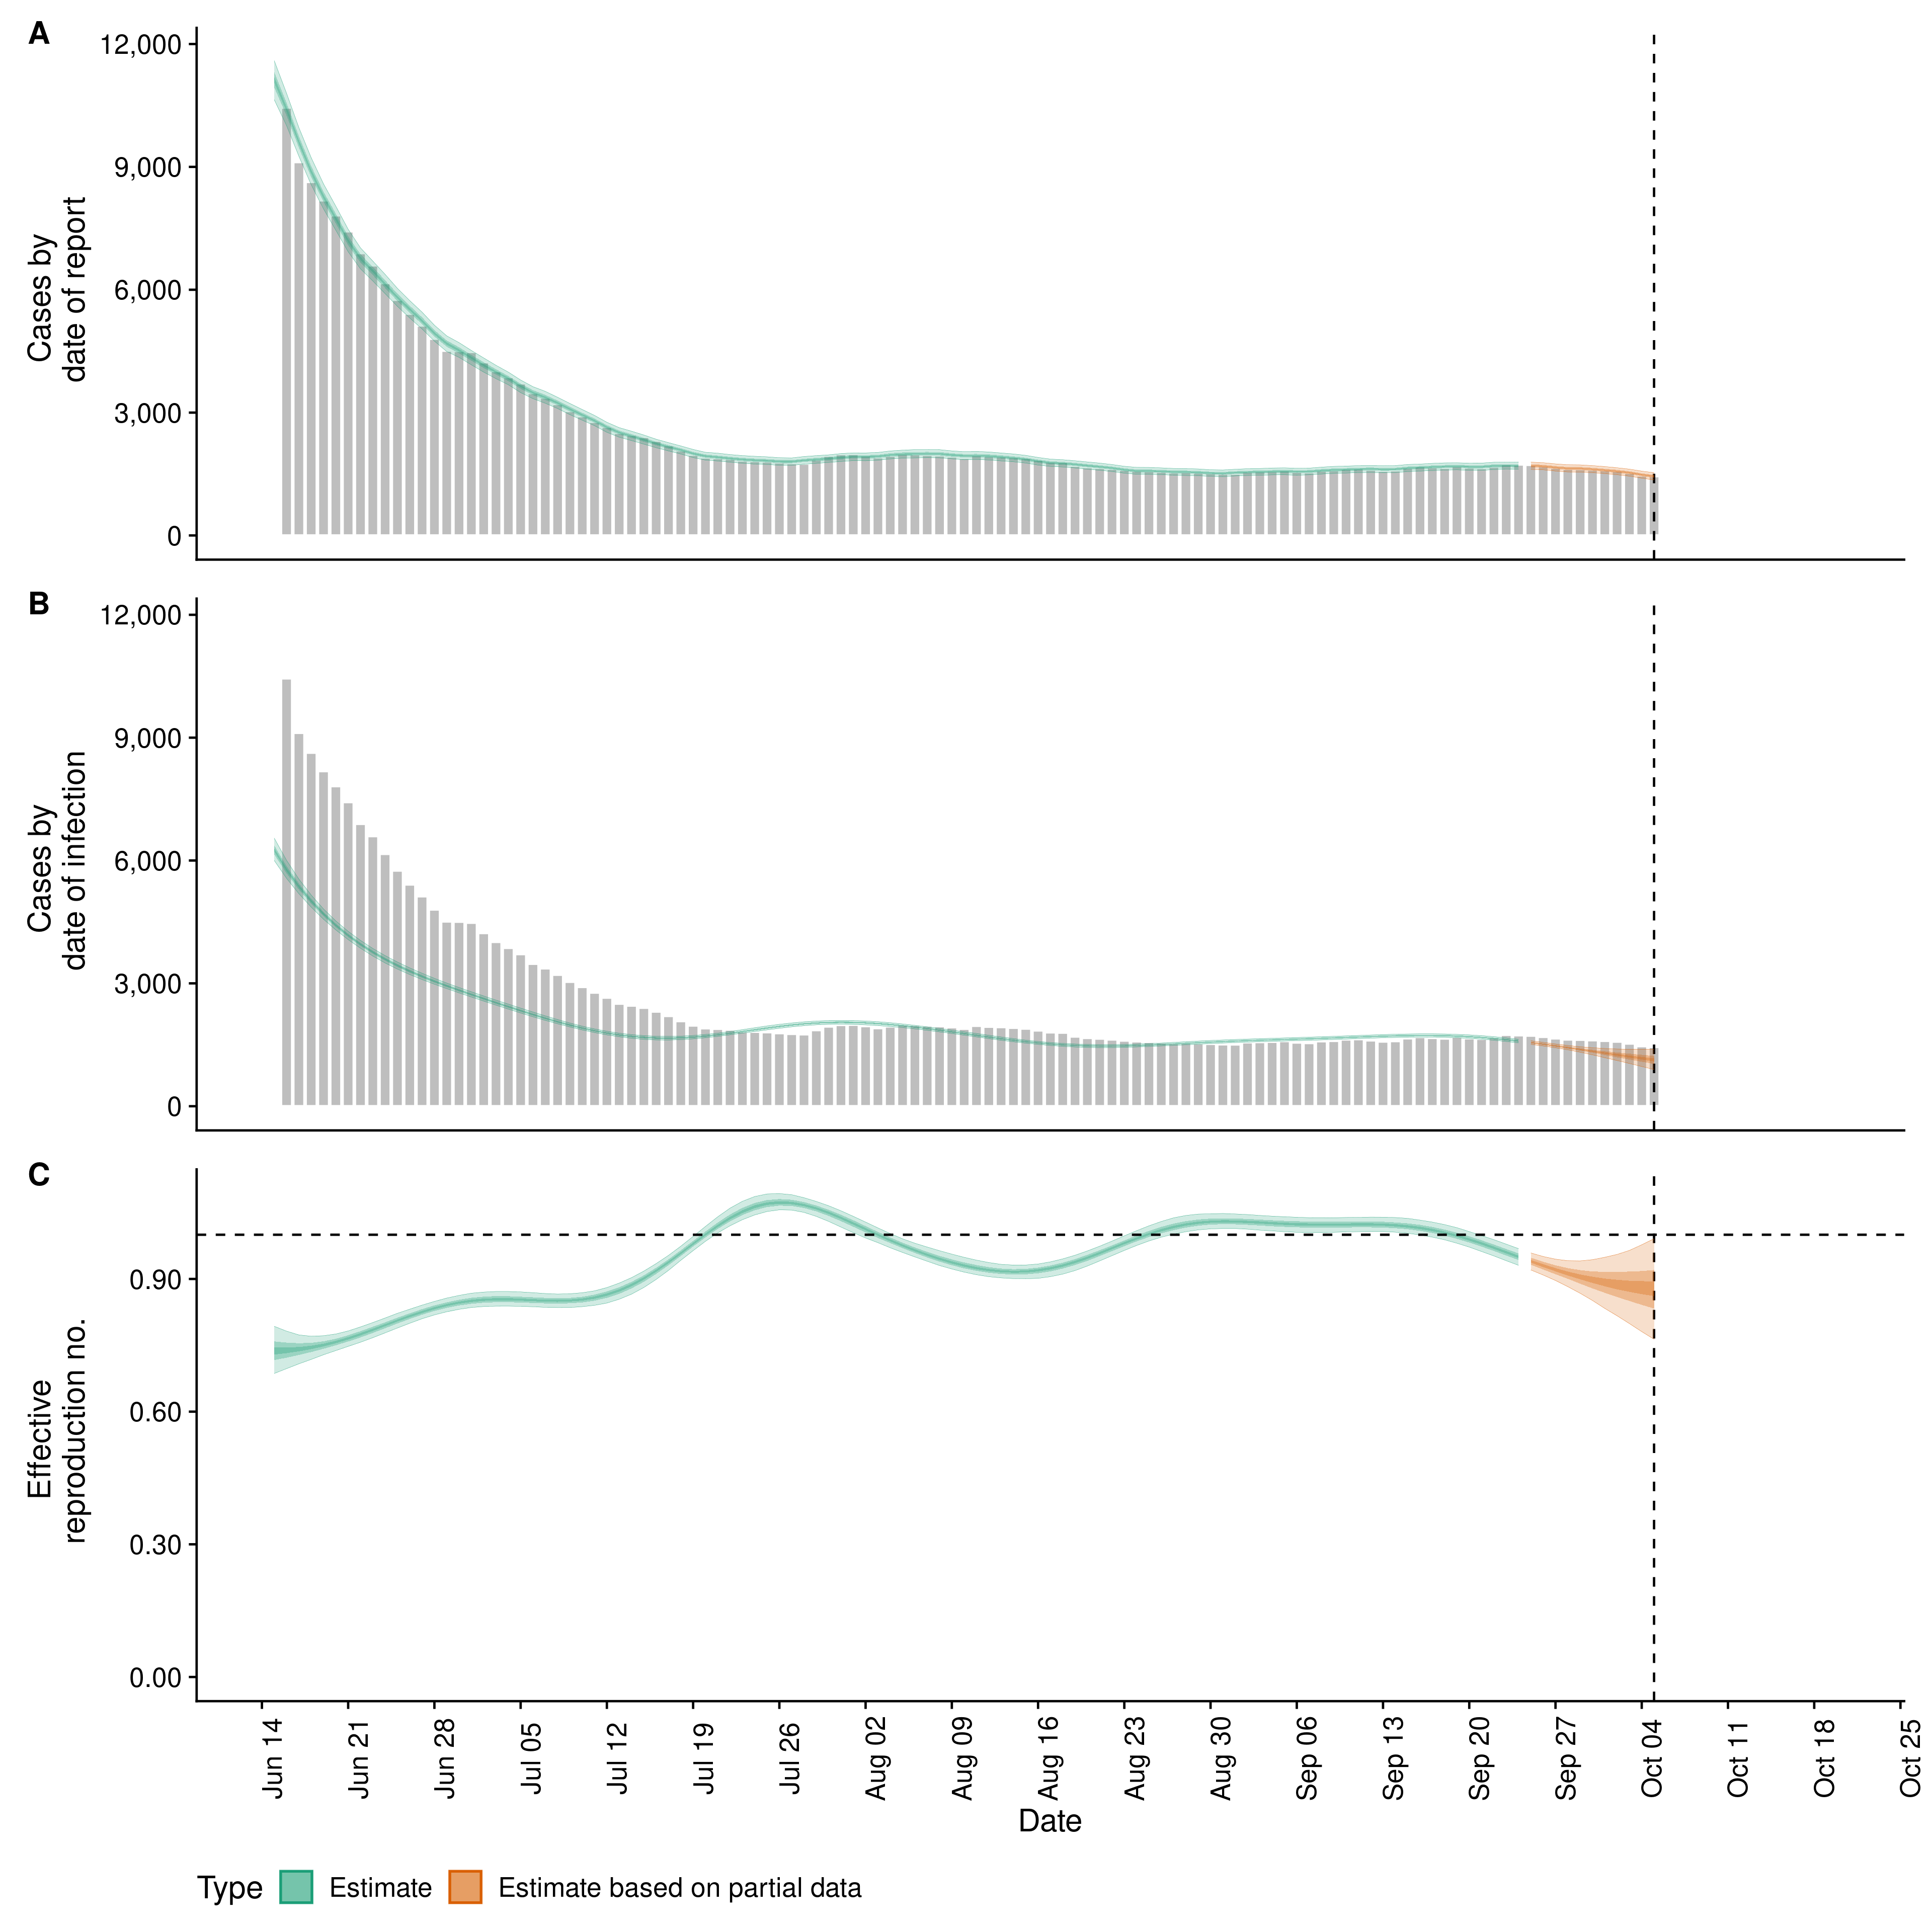 A
12,000
9,000
6,000
3,000
0
Cases by
date of report
B
12,000
9,000
6,000
3,000
0
Cases by
date of infection
C
0.90
0.60
0.30
0.00
Effective
reproduction no.
Jun 14
Jun 21
Jun 28
Jul 05
Jul 12
Jul 19
Jul 26
Aug 02
Aug 09
Aug 16
Aug 23
Aug 30
Sep 06
Sep 13
Sep 20
Sep 27
Oct 04
Oct 11
Oct 18
Oct 25
Date
Type Estimate Estimate based on partial data